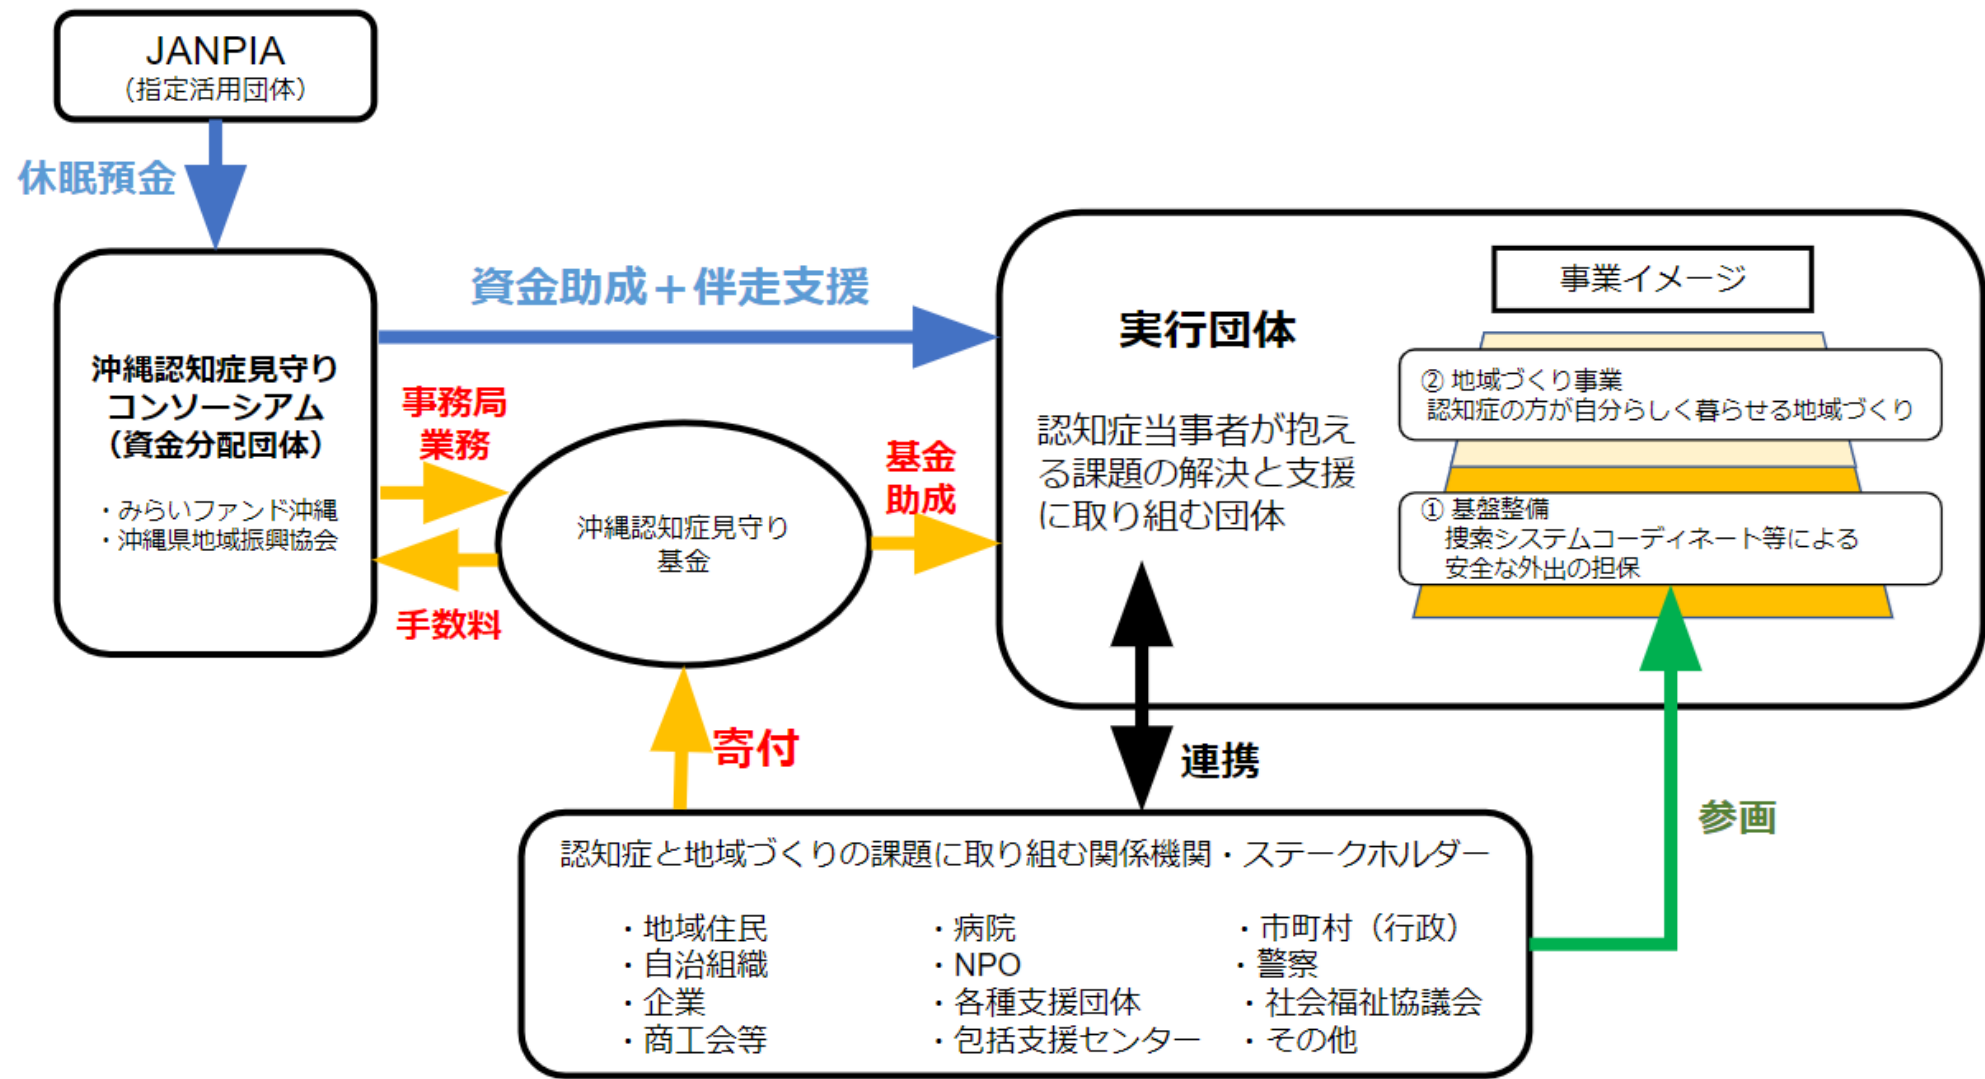 JANPIA
（指定活用団体）
休眠預金
沖縄認知症見守り
コンソーシアム
（資金分配団体）
・みらいファンド沖縄
・沖縄県地域振興協会
資金助成＋伴走支援
事務局
業務
手数料
沖縄認知症見守り
基金
基金
助成
寄付
実行団体
認知症当事者が抱え
る課題の解決と支援
に取り組む団体
事業イメージ
② 地域づくり事業
認知症の方が自分らしく暮らせる地域づくり
① 基盤整備
捜索システムコーディネート等による
安全な外出の担保
連携
参画
認知症と地域づくりの課題に取り組む関係機関・ステークホルダー
・地域住民
・自治組織
・企業
・商工会等
・病院
・NPO
・各種支援団体
・包括支援センター
・市町村（行政）
・警察
・社会福祉協議会
・その他